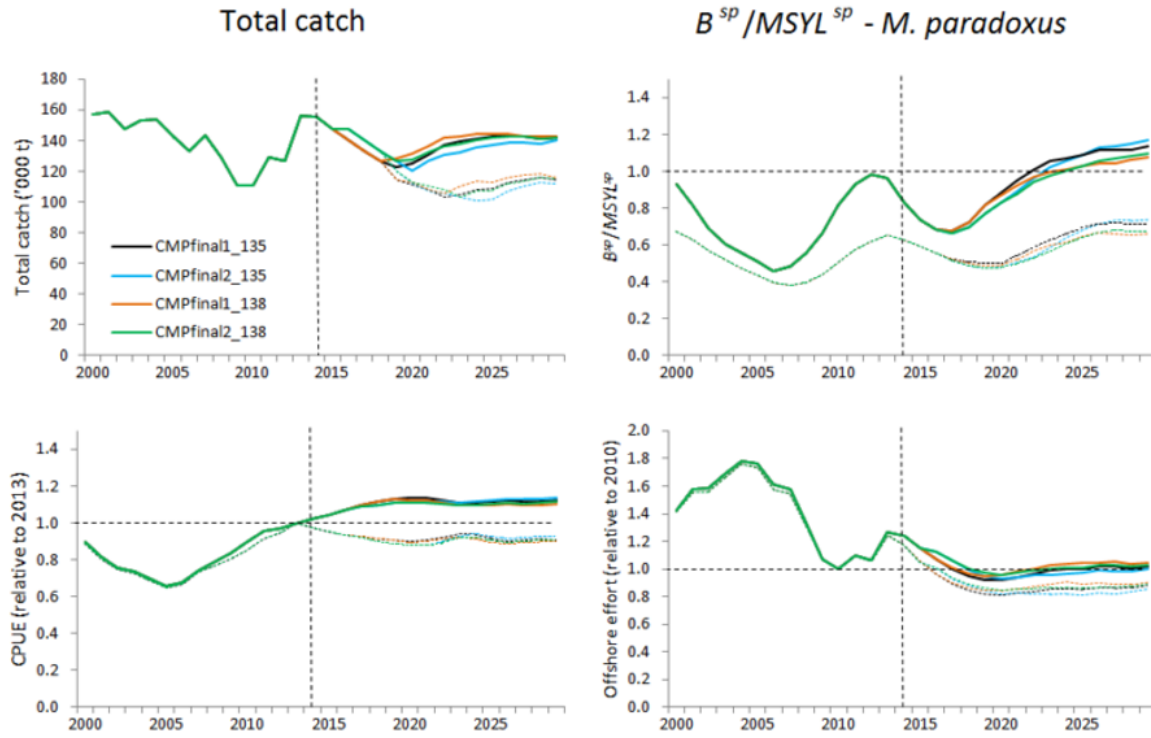 Total catch
B^sp/MSYL^sp - M. paradoxus
Total catch ('000 t)
180
160
140
120
100
80
60
40
20
0
CMPfinal1_135
CMPfinal2_135
CMPfinal1_138
CMPfinal2_138
2000 2005 2010 2015 2020 2025
B^sp/MSYL^sp
1.4
1.2
1.0
0.8
0.6
0.4
0.2
0.0
2000 2005 2010 2015 2020 2025
CPUE (relative to 2013)
1.4
1.2
1.0
0.8
0.6
0.4
0.2
0.0
2000 2005 2010 2015 2020 2025
Offshore effort (relative to 2010)
2.0
1.8
1.6
1.4
1.2
1.0
0.8
0.6
0.4
0.2
0.0
2000 2005 2010 2015 2020 2025